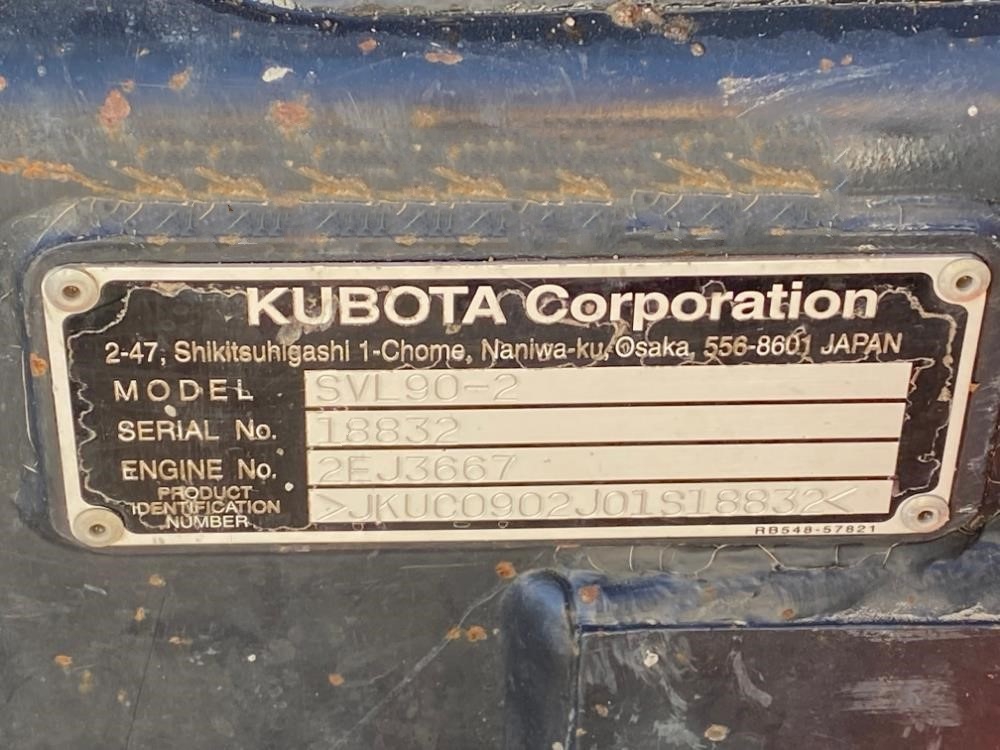 KUBOTA Corporation
2-47, Shikitsuhigashi 1-Chome, Naniwa-ku, Osaka, 556-8601 JAPAN
MODEL SVL90-2
SERIAL No. 18832
ENGINE No. 2EJ3667
PRODUCT
IDENTIFICATION
NUMBER >JKUC0902J01S18832<
RB548-57821